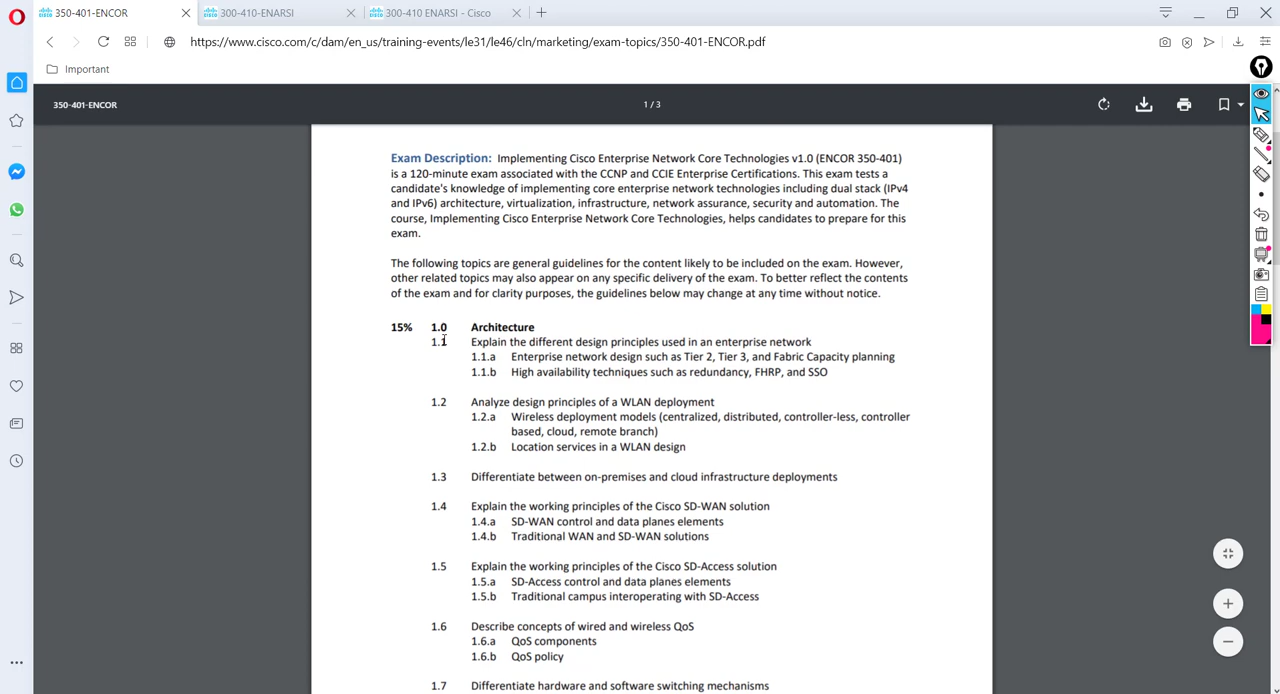 350-401-ENCOR
300-410-ENARSI
300-410 ENARSI - Cisco
https://www.cisco.com/c/dam/en_us/training-events/le31/le46/cln/marketing/exam-topics/350-401-ENCOR.pdf
Important
350-401-ENCOR
1 / 3
Exam Description: Implementing Cisco Enterprise Network Core Technologies v1.0 (ENCOR 350-401)
is a 120-minute exam associated with the CCNP and CCIE Enterprise Certifications. This exam tests a
candidate's knowledge of implementing core enterprise network technologies including dual stack (IPv4
and IPv6) architecture, virtualization, infrastructure, network assurance, security and automation. The
course, Implementing Cisco Enterprise Network Core Technologies, helps candidates to prepare for this
exam.
The following topics are general guidelines for the content likely to be included on the exam. However,
other related topics may also appear on any specific delivery of the exam. To better reflect the contents
of the exam and for clarity purposes, the guidelines below may change at any time without notice.
15% 1.0 Architecture
1.1 Explain the different design principles used in an enterprise network
1.1.a Enterprise network design such as Tier 2, Tier 3, and Fabric Capacity planning
1.1.b High availability techniques such as redundancy, FHRP, and SSO
1.2 Analyze design principles of a WLAN deployment
1.2.a Wireless deployment models (centralized, distributed, controller-less, controller
based, cloud, remote branch)
1.2.b Location services in a WLAN design
1.3 Differentiate between on-premises and cloud infrastructure deployments
1.4 Explain the working principles of the Cisco SD-WAN solution
1.4.a SD-WAN control and data planes elements
1.4.b Traditional WAN and SD-WAN solutions
1.5 Explain the working principles of the Cisco SD-Access solution
1.5.a SD-Access control and data planes elements
1.5.b Traditional campus interoperating with SD-Access
1.6 Describe concepts of wired and wireless QoS
1.6.a QoS components
1.6.b QoS policy
1.7 Differentiate hardware and software switching mechanisms